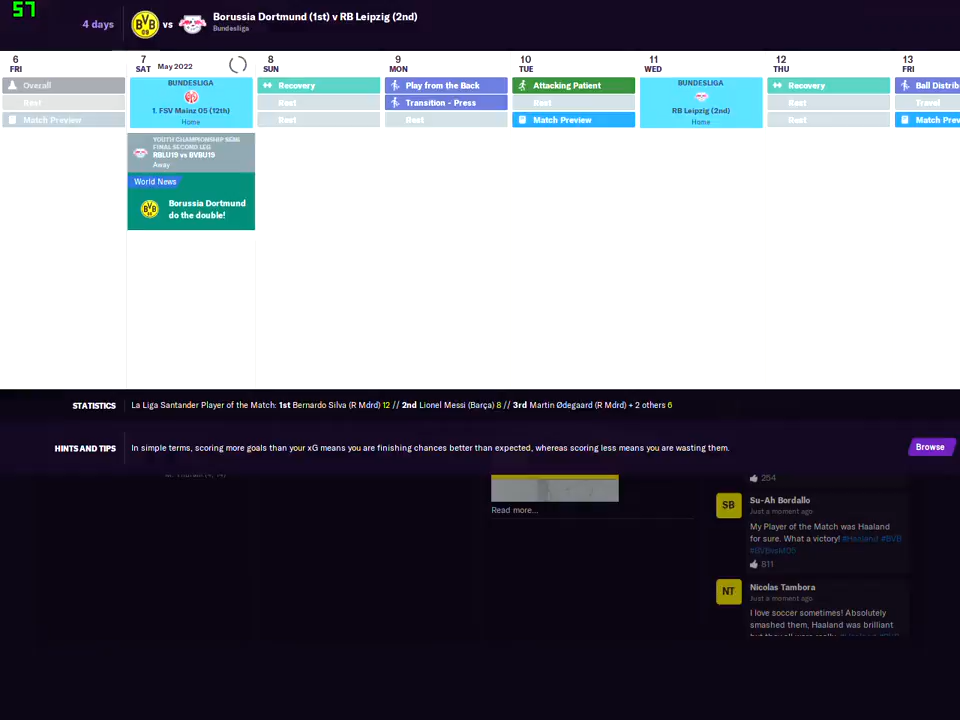 57
4 days
vs
Borussia Dortmund (1st) v RB Leipzig (2nd)
Bundesliga
6
FRI
7
SAT May 2022
8
SUN
9
MON
10
TUE
11
WED
12
THU
13
FRI
Overall
Rest
Match Preview
BUNDESLIGA
1. FSV Mainz 05 (12th)
Home
Recovery
Rest
Rest
Play from the Back
Transition - Press
Rest
Attacking Patient
Rest
Match Preview
BUNDESLIGA
RB Leipzig (2nd)
Home
Recovery
Rest
Rest
Ball Distrib
Travel
Match Prev
YOUTH CHAMPIONSHIP SEMI
FINAL SECOND LEG
RBLU19 vs BVBU19
Away
World News
Borussia Dortmund
do the double!
STATISTICS La Liga Santander Player of the Match: 1st Bernardo Silva (R Mdrd) 12 // 2nd Lionel Messi (Barça) 8 // 3rd Martin Ødegaard (R Mdrd) + 2 others 6
HINTS AND TIPS In simple terms, scoring more goals than your xG means you are finishing chances better than expected, whereas scoring less means you are wasting them.
Browse
Read more...
254
SB
Su-Ah Bordallo
Just a moment ago
My Player of the Match was Haaland
for sure. What a victory! #Haaland #BVB
#BVBvsM05
811
NT
Nicolas Tambora
Just a moment ago
I love soccer sometimes! Absolutely
smashed them, Haaland was brilliant
but they all were really.